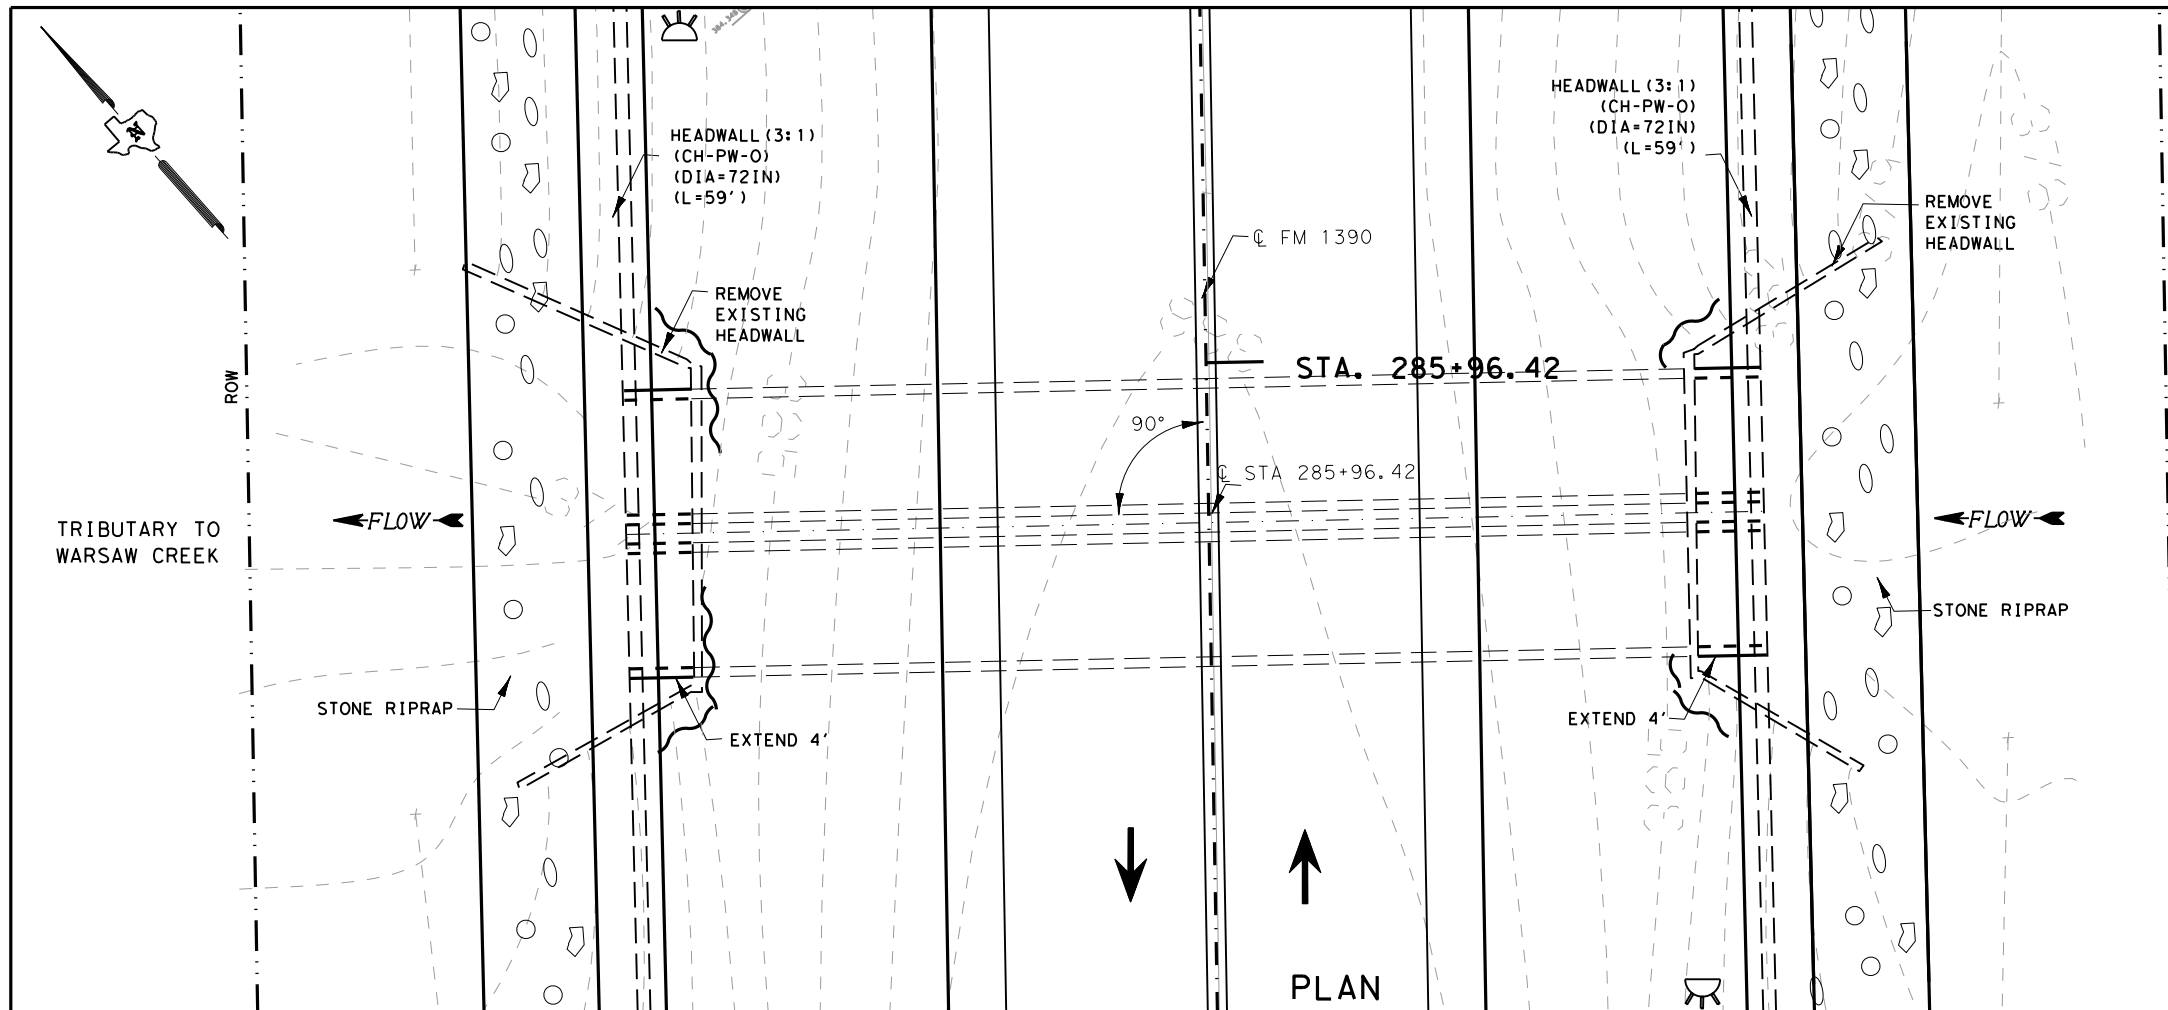 HEADWALL (3:1)
(CH-PW-O)
(DIA=72IN)
(L=59')
HEADWALL (3:1)
(CH-PW-O)
(DIA=72IN)
(L=59')
REMOVE
EXISTING
HEADWALL
℄ FM 1390
REMOVE
EXISTING
HEADWALL
ROW
STA. 285+96.42
90°
℄ STA 285+96.42
TRIBUTARY TO
WARSAW CREEK
FLOW
FLOW
STONE RIPRAP
STONE RIPRAP
EXTEND 4'
EXTEND 4'
PLAN
N